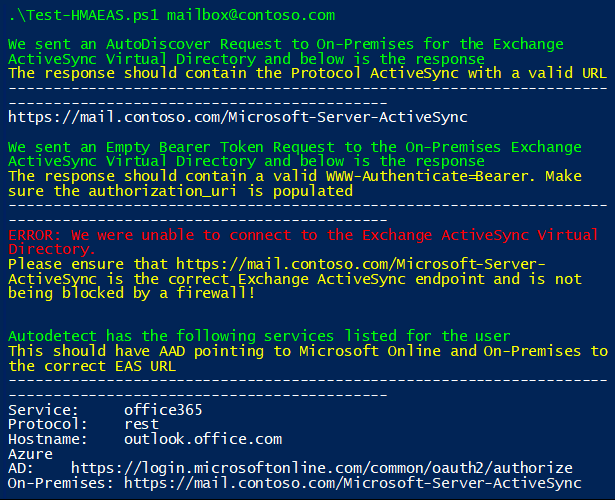 .\Test-HMAEAS.ps1 mailbox@contoso.com
We sent an AutoDiscover Request to On-Premises for the Exchange
ActiveSync Virtual Directory and below is the response
The response should contain the Protocol ActiveSync with a valid URL
--------------------------------------------------------------------
------------------------------------------
https://mail.contoso.com/Microsoft-Server-ActiveSync
We sent an Empty Bearer Token Request to the On-Premises Exchange
ActiveSync Virtual Directory and below is the response
The response should contain a valid WWW-Authenticate=Bearer. Make
sure the authorization_uri is populated
--------------------------------------------------------------------
------------------------------------------
ERROR: We were unable to connect to the Exchange ActiveSync Virtual
Directory.
Please ensure that https://mail.contoso.com/Microsoft-Server-
ActiveSync is the correct Exchange ActiveSync endpoint and is not
being blocked by a firewall!
Autodetect has the following services listed for the user
This should have AAD pointing to Microsoft Online and On-Premises to
the correct EAS URL
--------------------------------------------------------------------
------------------------------------------
Service:     office365
Protocol:    rest
Hostname:    outlook.office.com
Azure
AD:    https://login.microsoftonline.com/common/oauth2/authorize
On-Premises: https://mail.contoso.com/Microsoft-Server-ActiveSync